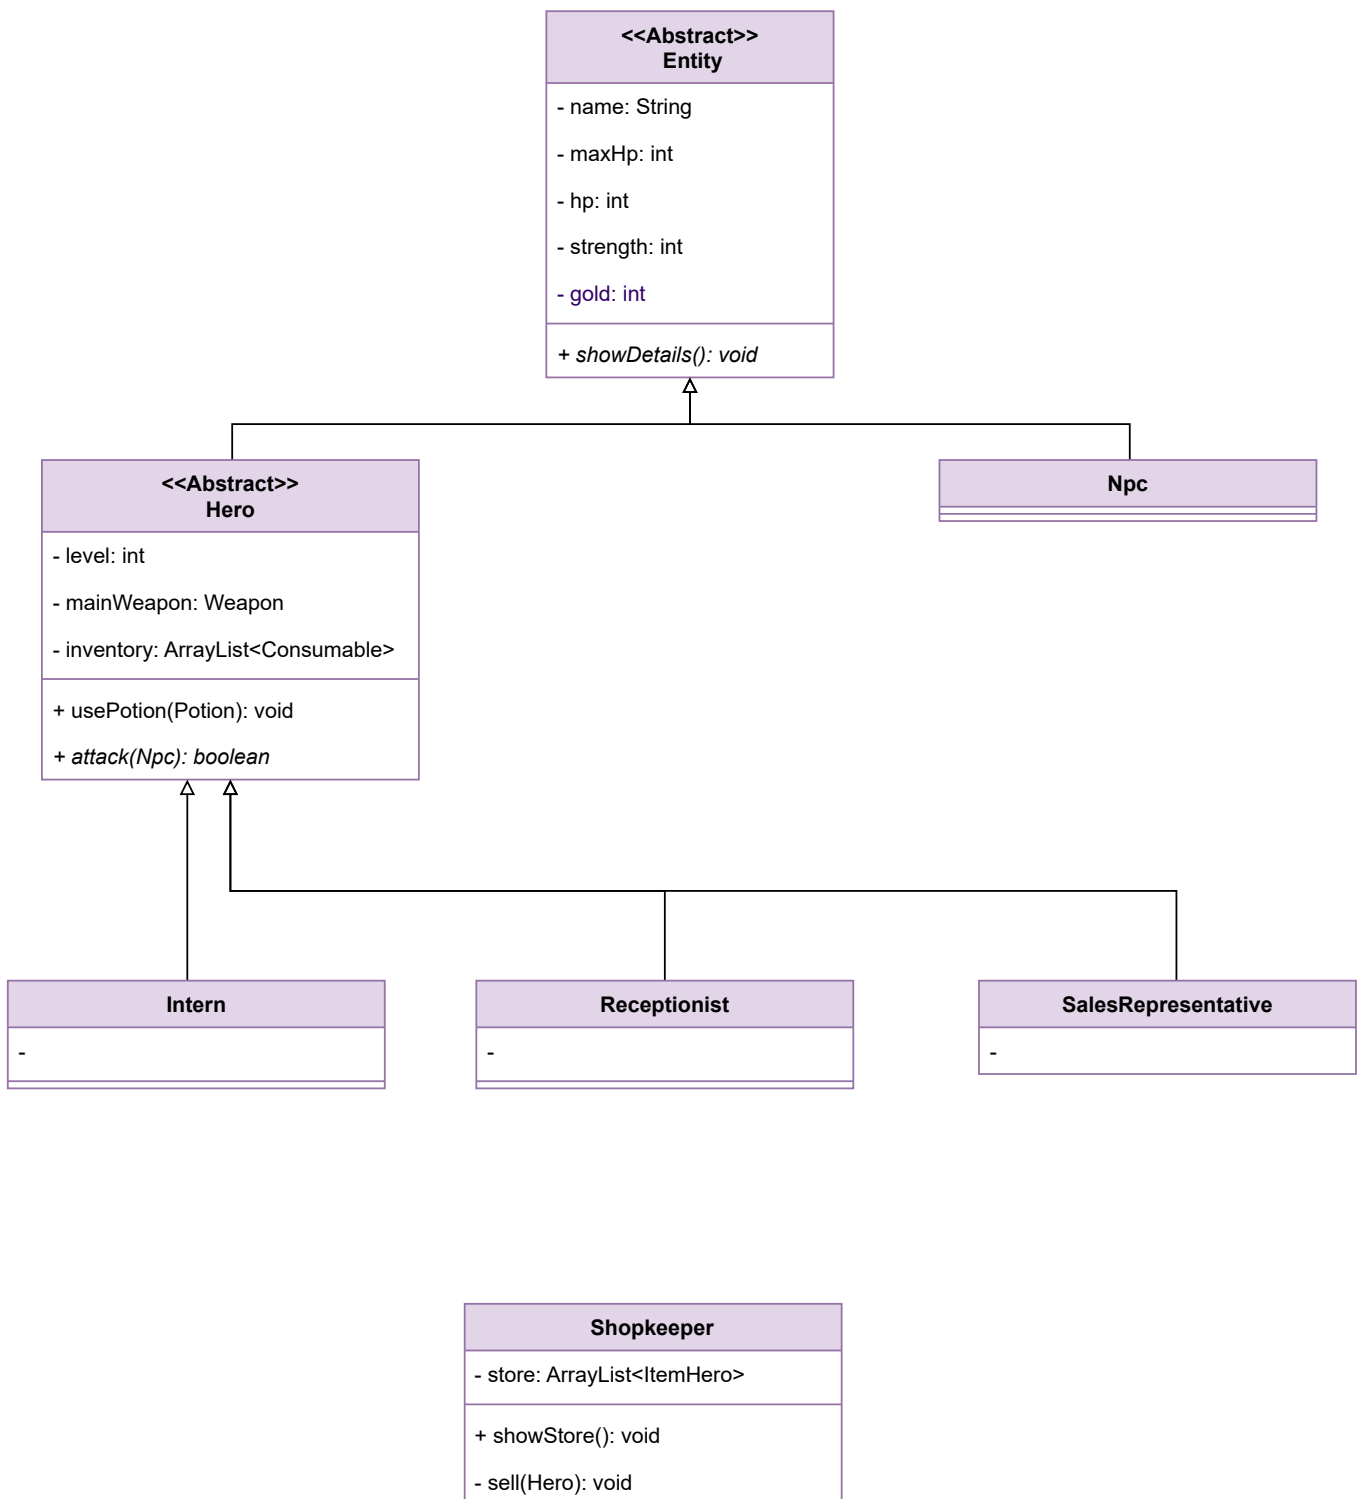 <<Abstract>>
Entity
- name: String
- maxHp: int
- hp: int
- strength: int
- gold: int
+ showDetails(): void
<<Abstract>>
Hero
- level: int
- mainWeapon: Weapon
- inventory: ArrayList<Consumable>
+ usePotion(Potion): void
+ attack(Npc): boolean
Npc
Intern
-
Receptionist
-
SalesRepresentative
-
Shopkeeper
- store: ArrayList<ItemHero>
+ showStore(): void
- sell(Hero): void